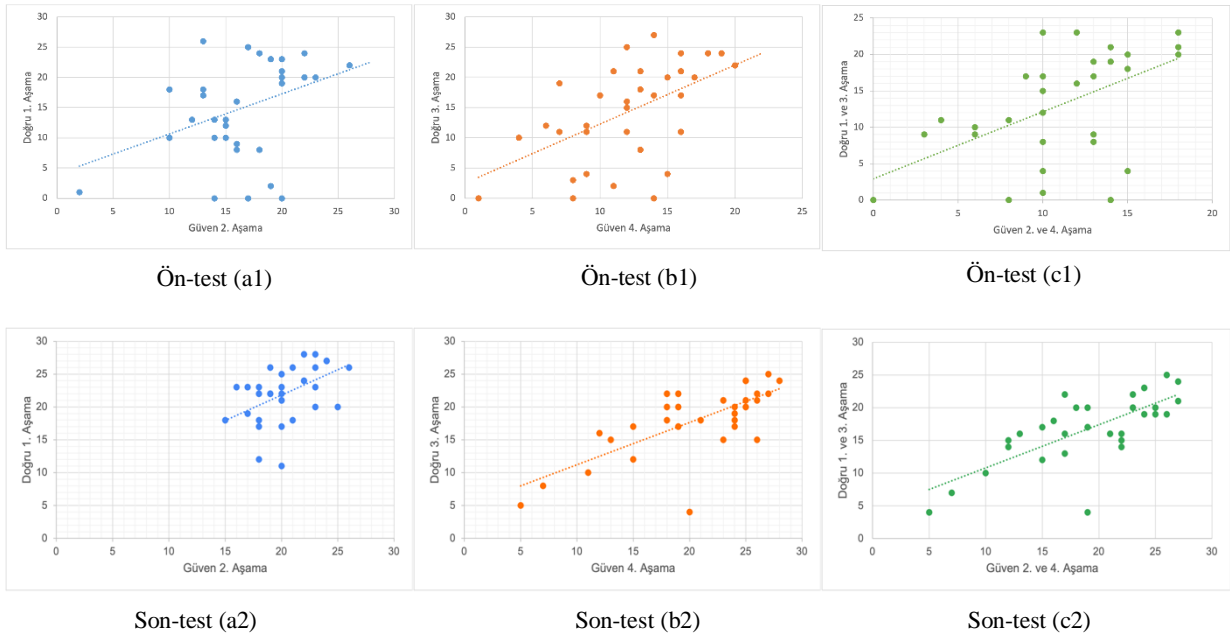 30
25
20
15
10
5
0
0 5 10 15 20 25 30
Doğru 1. Aşama
Güven 2. Aşama
Ön-test (a1)
30
25
20
15
10
5
0
0 5 10 15 20 25
Doğru 3. Aşama
Güven 4. Aşama
Ön-test (b1)
25
20
15
10
5
0
0 5 10 15 20
Doğru 1. ve 3. Aşama
Güven 2. ve 4. Aşama
Ön-test (c1)
30
25
20
15
10
5
0
0 5 10 15 20 25 30
Doğru 1. Aşama
Güven 2. Aşama
Son-test (a2)
30
25
20
15
10
5
0
0 5 10 15 20 25 30
Doğru 3. Aşama
Güven 4. Aşama
Son-test (b2)
30
25
20
15
10
5
0
0 5 10 15 20 25 30
Doğru 1. ve 3. Aşama
Güven 2. ve 4. Aşama
Son-test (c2)